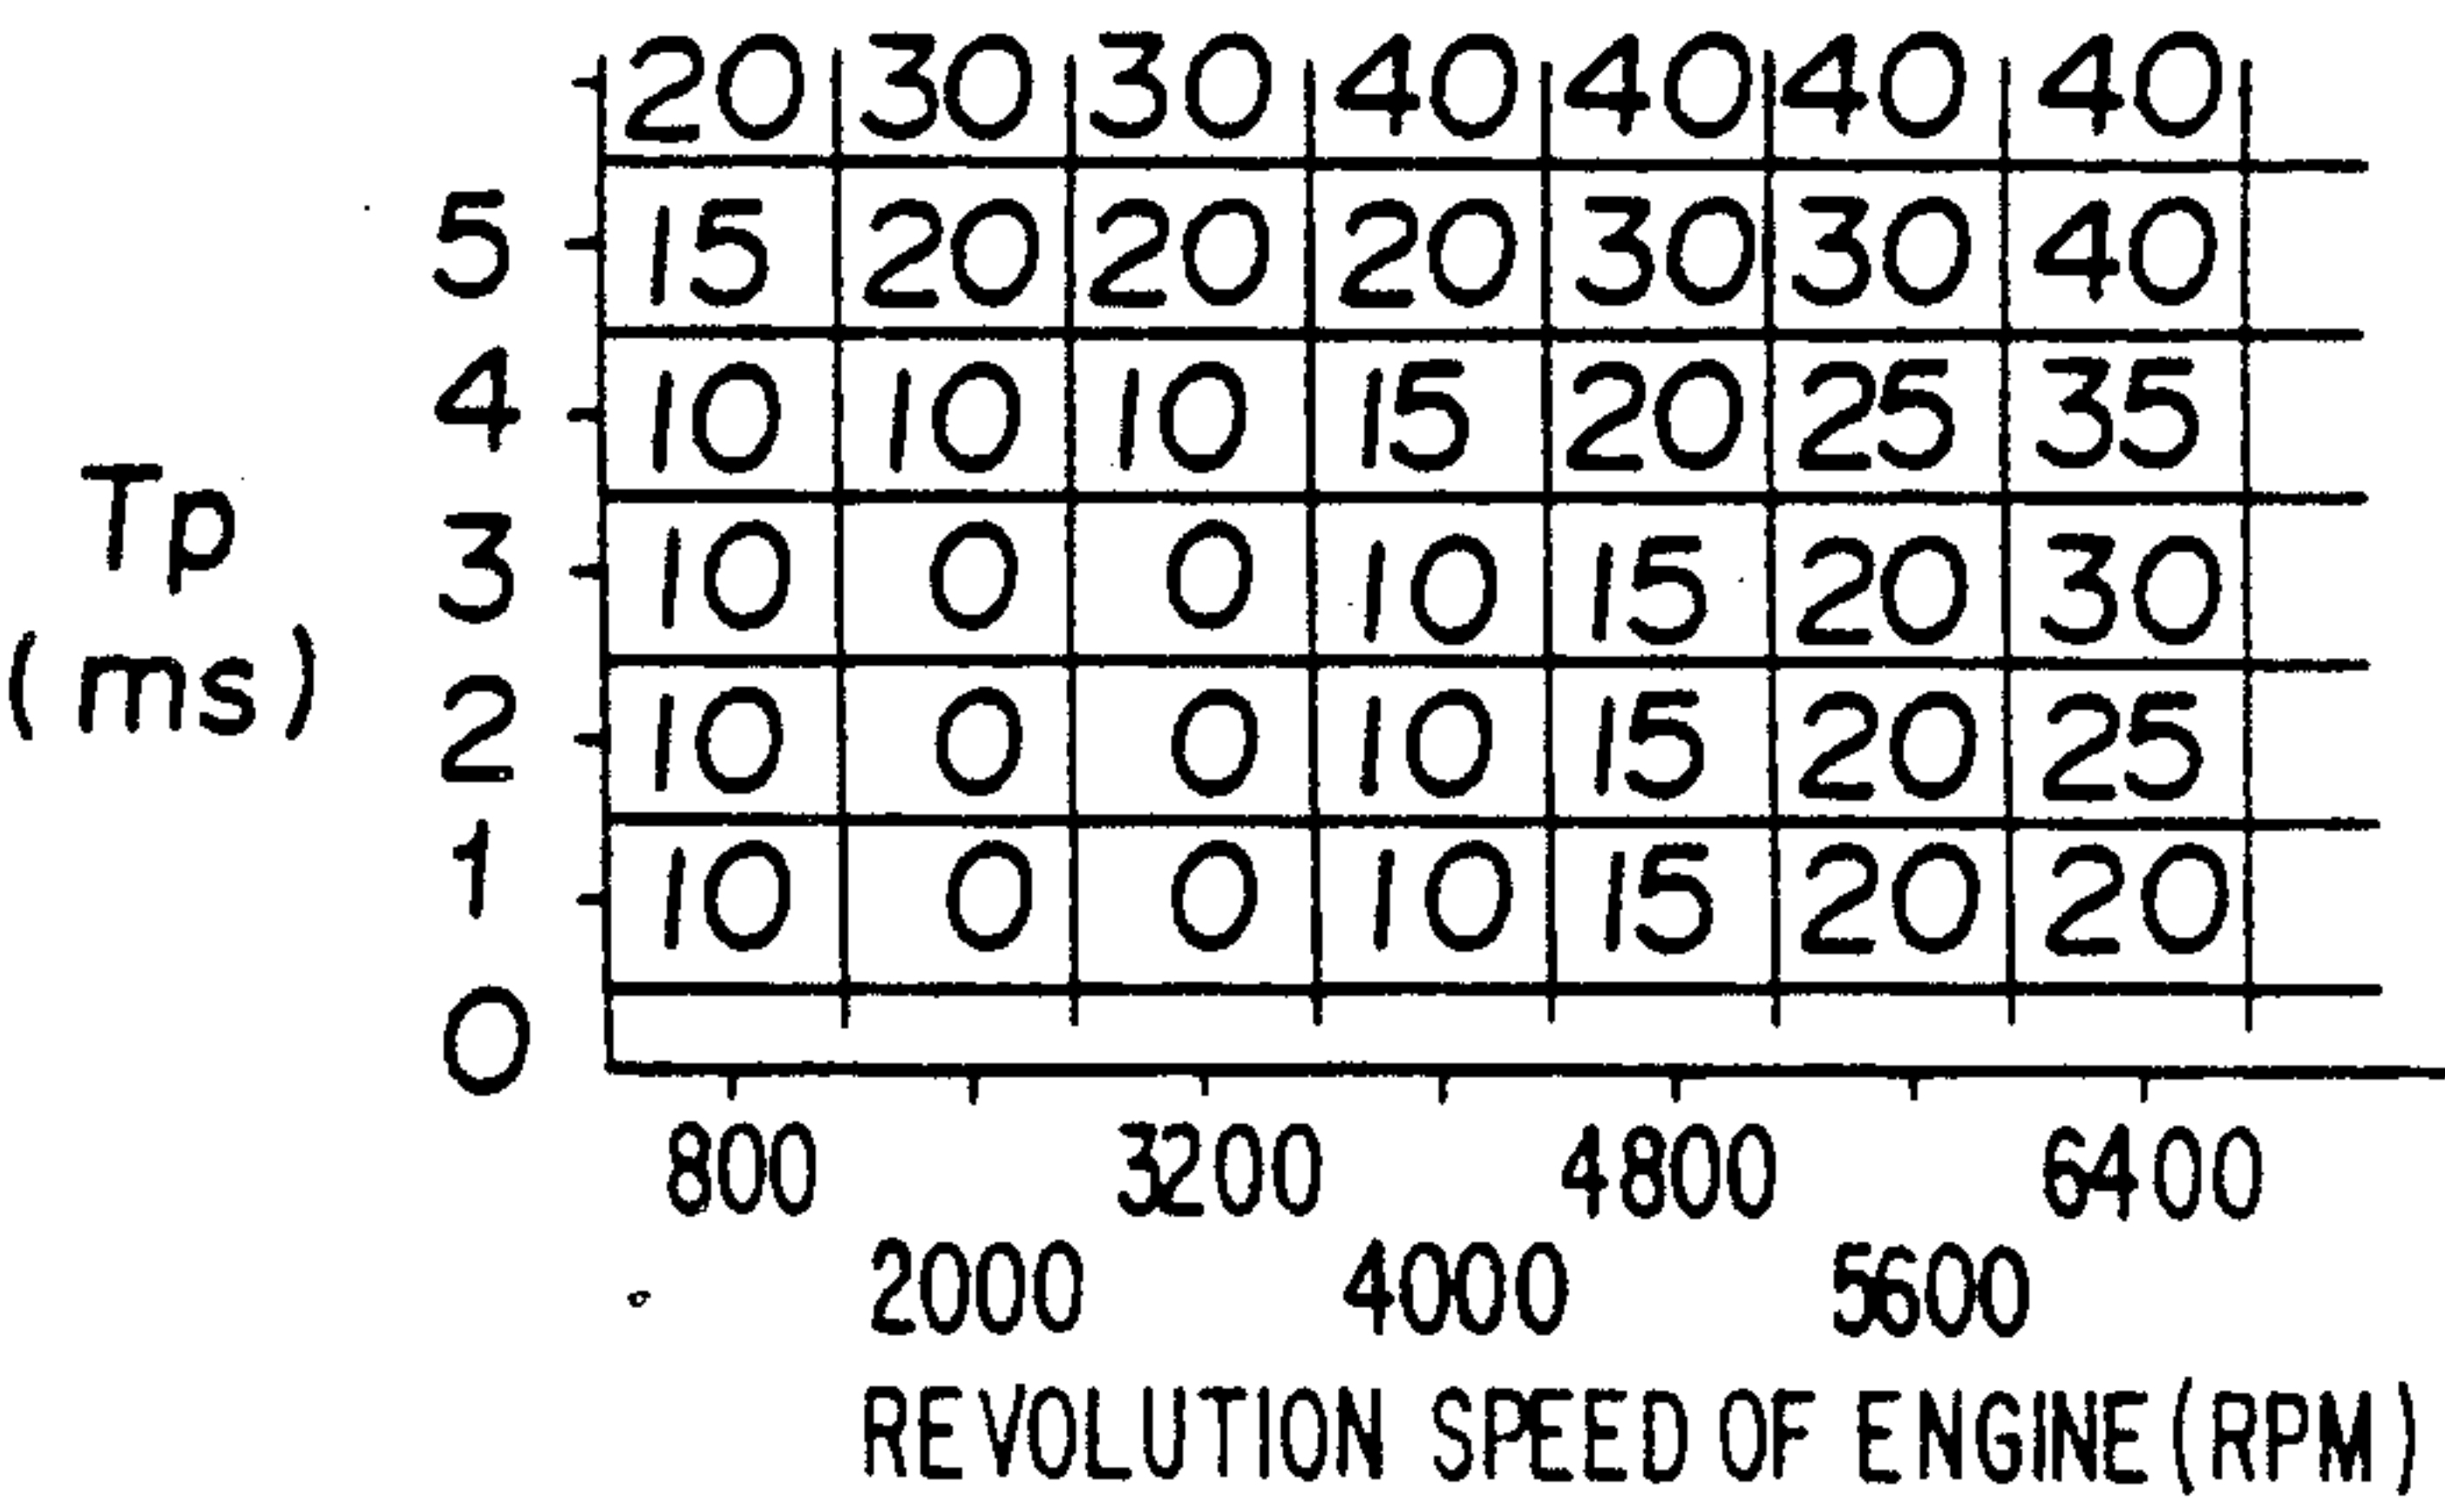 20 30 30 40 40 40 40
5 15 20 20 20 30 30 40
4 10 10 10 15 20 25 35
Tp
3 10 0 0 10 15 20 30
(ms)
2 10 0 0 10 15 20 25
1 10 0 0 10 15 20 20
0
800 3200 4800 6400
2000 4000 5600
REVOLUTION SPEED OF ENGINE (RPM)